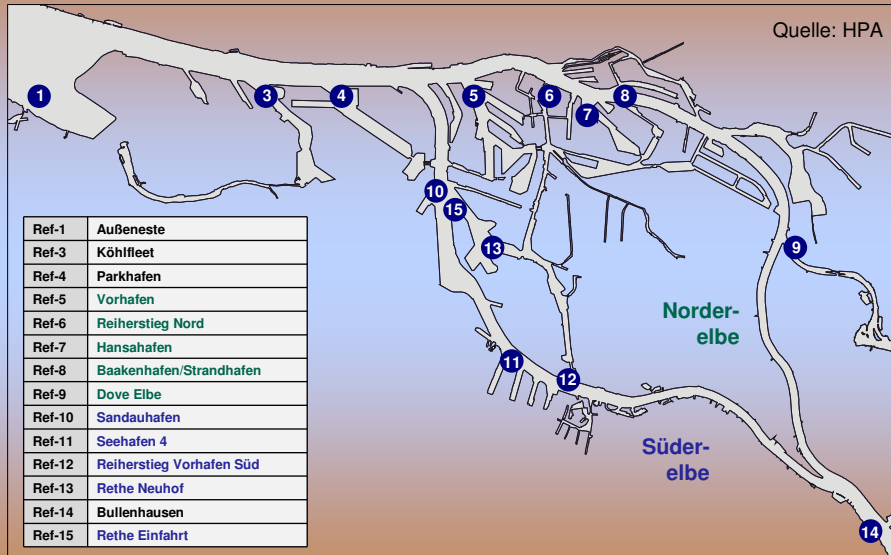 Quelle: HPA
1
3
4
5
6
7
8
10
15
13
9
11
12
14
Norder-
elbe
Süder-
elbe
Ref-1 Außeneste
Ref-3 Köhlfleet
Ref-4 Parkhafen
Ref-5 Vorhafen
Ref-6 Reiherstieg Nord
Ref-7 Hansahafen
Ref-8 Baakenhafen/Strandhafen
Ref-9 Dove Elbe
Ref-10 Sandauhafen
Ref-11 Seehafen 4
Ref-12 Reiherstieg Vorhafen Süd
Ref-13 Rethe Neuhof
Ref-14 Bullenhausen
Ref-15 Rethe Einfahrt